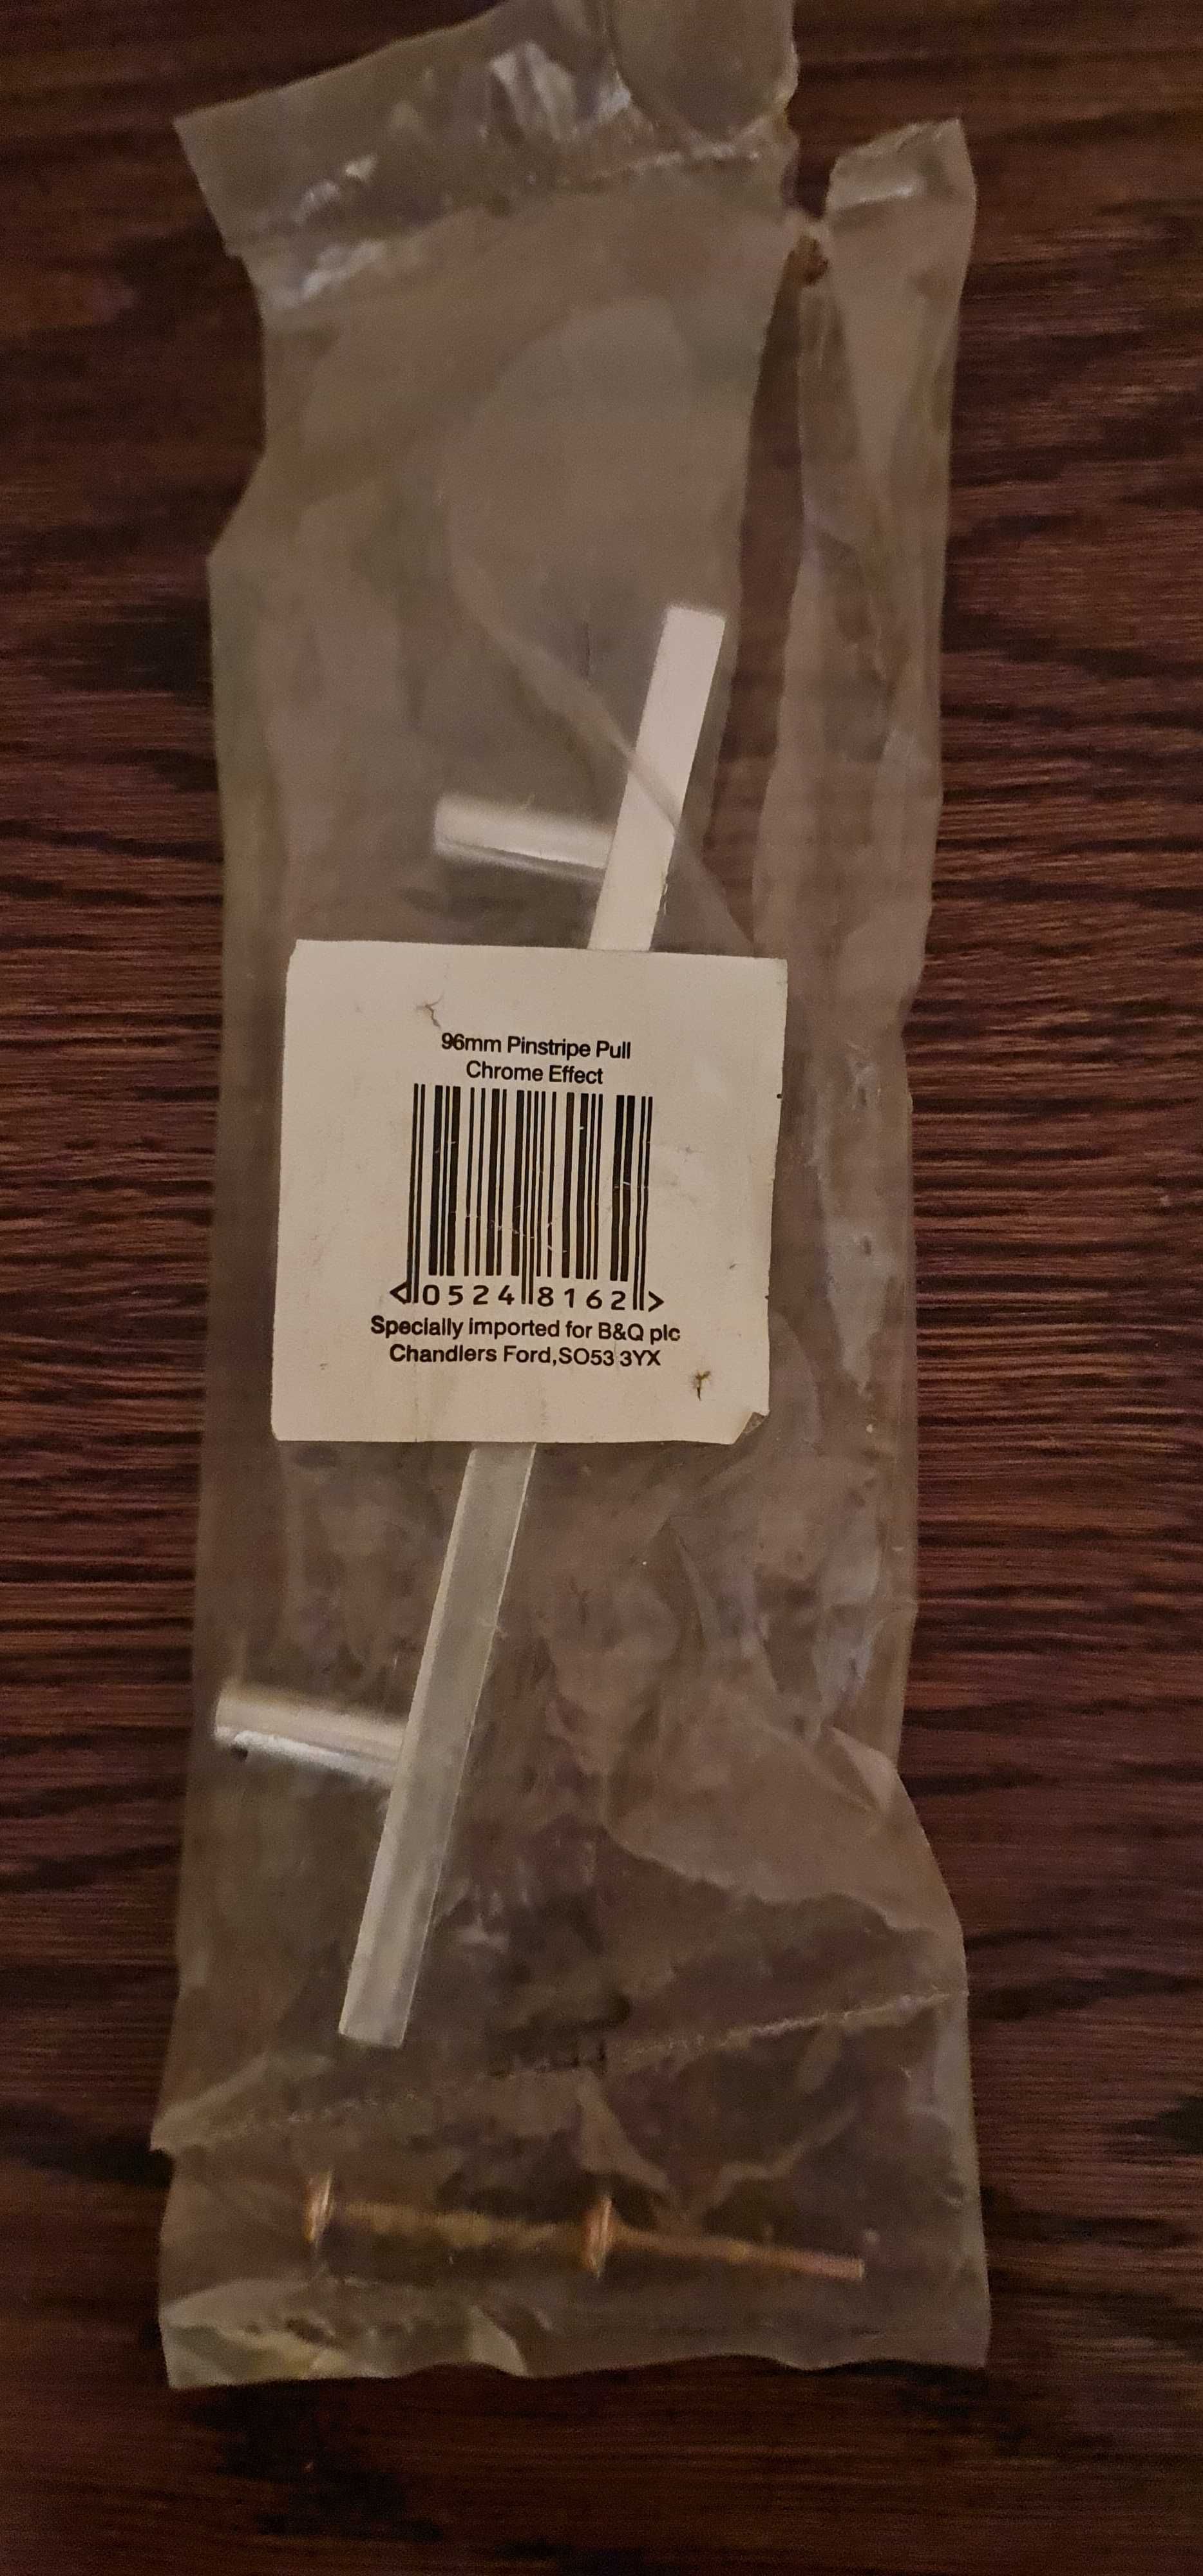 96mm Pinstripe Pull
Chrome Effect
<0524 8162>
Specially imported for B&Q plc
Chandlers Ford,SO53 3YX